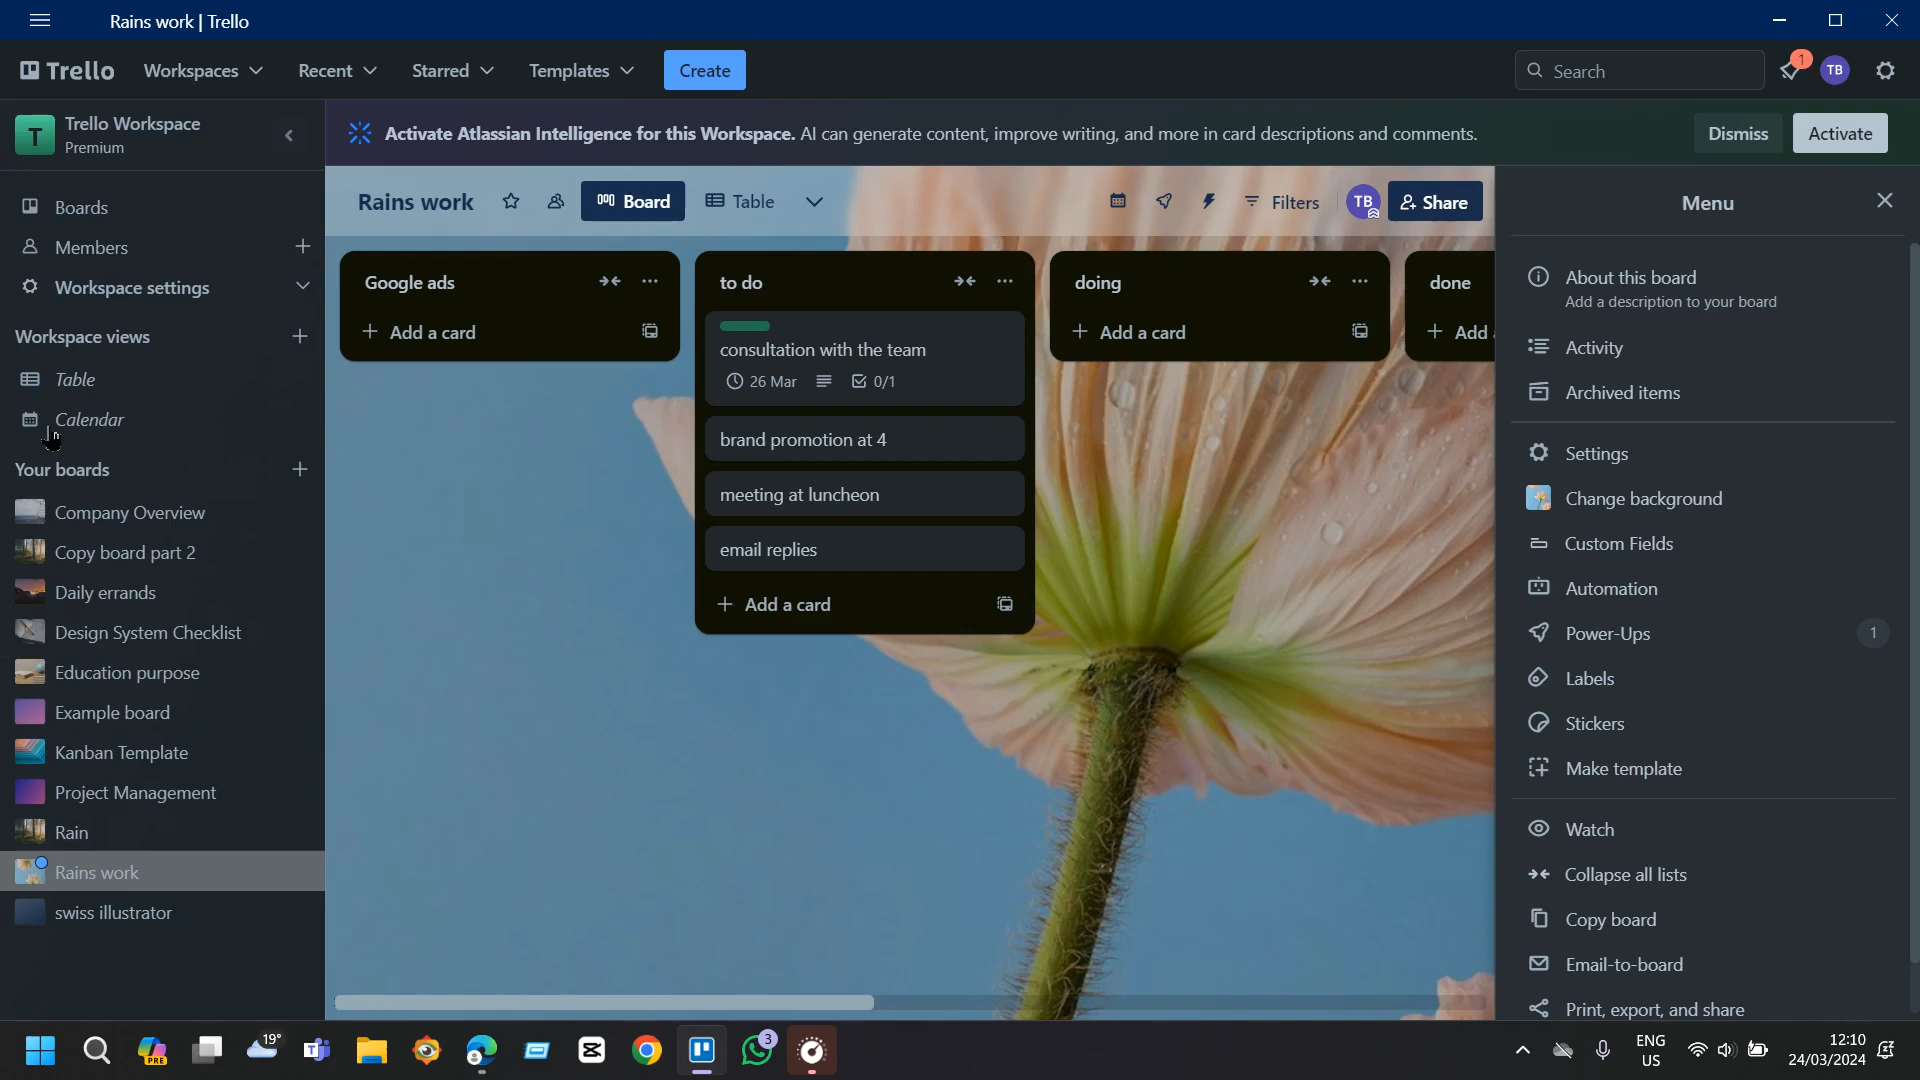 Rains work | Trello
Trello
Workspaces
Recent
Starred
Templates
Create
Search
1
TB
T
Trello Workspace
Premium
Activate Atlassian Intelligence for this Workspace. AI can generate content, improve writing, and more in card descriptions and comments.
Dismiss
Activate
Boards
Members
Workspace settings
Workspace views
Table
Calendar
Your boards
Company Overview
Copy board part 2
Daily errands
Design System Checklist
Education purpose
Example board
Kanban Template
Project Management
Rain
Rains work
swiss illustrator
Rains work
Board
Table
Filters
TB
Share
Google ads
Add a card
to do
consultation with the team
26 Mar
0/1
brand promotion at 4
meeting at luncheon
email replies
Add a card
doing
Add a card
done
Add
Menu
About this board
Add a description to your board
Activity
Archived items
Settings
Change background
Custom Fields
Automation
Power-Ups
1
Labels
Stickers
Make template
Watch
Collapse all lists
Copy board
Email-to-board
Print, export, and share
PRE
19°
3
ENG
US
12:10
24/03/2024